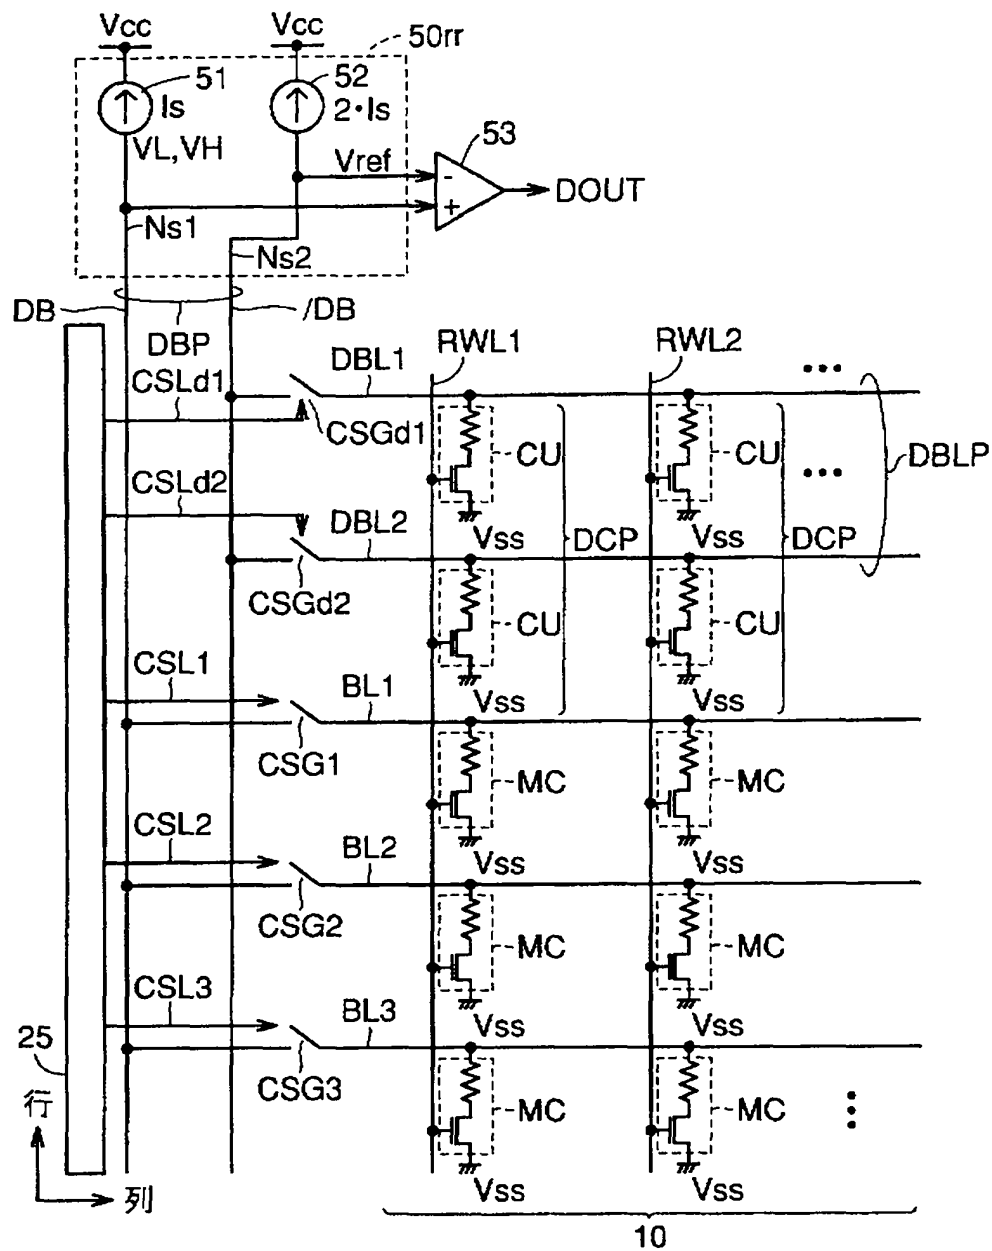 Vcc Vcc 50rr
51 52
Is 2·Is
VL,VH 53
Vref - DOUT
+
Ns1
Ns2
DB /DB
DBP
RWL1 RWL2
CSLd1 DBL1 •••
CSGd1 CU CU DBLP
CSLd2 •••
DBL2 Vss DCP Vss DCP
CSGd2 CU CU
CSL1 BL1 Vss Vss
CSG1 MC MC
CSL2 BL2 Vss Vss
CSG2 MC MC
CSL3 BL3 Vss Vss
25
CSG3 MC MC
行
列 Vss Vss
10